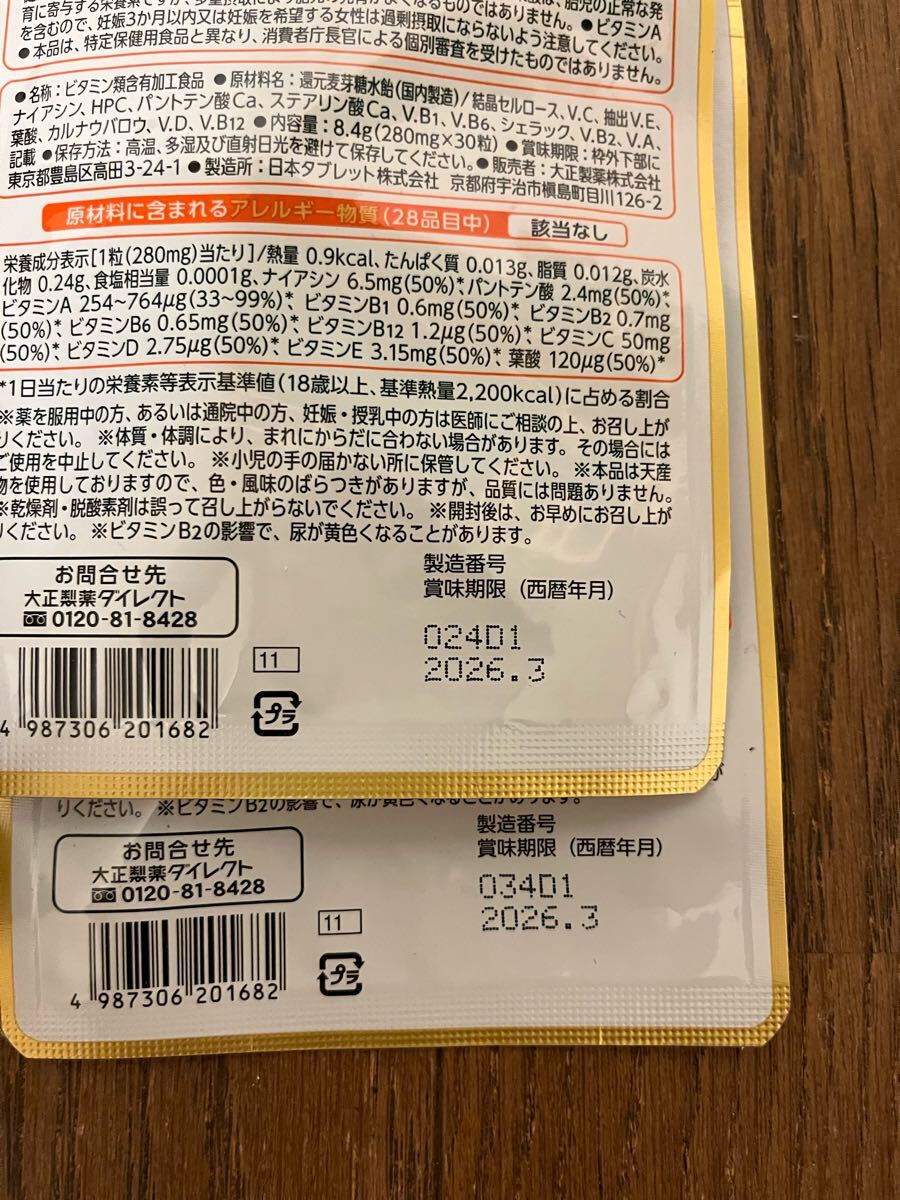 を含むので、妊娠3か月以内又は妊娠を希望する女性は過剰摂取にならないよう注意してください。
●本品は、特定保健用食品と異なり、消費者庁長官による個別審査を受けたものではありません。
●名称：ビタミン類含有加工食品 ●原材料名：還元麦芽糖水飴(国内製造)/結晶セルロース、V.C、抽出V.E、
ナイアシン、HPC、パントテン酸Ca、ステアリン酸Ca、V.B1、V.B6、シェラック、V.B2、V.A、
葉酸、カルナウバロウ、V.D、V.B12 ●内容量：8.4g(280mg×30粒) ●賞味期限：枠外下部に
記載 ●保存方法：高温、多湿及び直射日光を避けて保存してください。●販売者：大正製薬株式会社
東京都豊島区高田3-24-1 ●製造所：日本タブレット株式会社 京都府宇治市槇島町目川126-2
原材料に含まれるアレルギー物質(28品目中) 該当なし
栄養成分表示[1粒(280mg)当たり]/熱量 0.9kcal、たんぱく質 0.013g、脂質 0.012g、炭水
化物 0.24g、食塩相当量 0.0001g、ナイアシン 6.5mg(50%)*、パントテン酸 2.4mg(50%)*、
ビタミンA 254~764μg(33~99%)*、ビタミンB1 0.6mg(50%)*、ビタミンB2 0.7mg
(50%)*、ビタミンB6 0.65mg(50%)*、ビタミンB12 1.2μg(50%)*、ビタミンC 50mg
(50%)*、ビタミンD 2.75μg(50%)*、ビタミンE 3.15mg(50%)*、葉酸 120μg(50%)*
*1日当たりの栄養素等表示基準値(18歳以上、基準熱量2,200kcal)に占める割合
※薬を服用中の方、あるいは通院中の方、妊娠・授乳中の方は医師にご相談の上、お召し上が
りください。 ※体質・体調により、まれにからだに合わない場合があります。その場合には
ご使用を中止してください。 ※小児の手の届かない所に保管してください。 ※本品は天産
物を使用しておりますので、色・風味のばらつきがありますが、品質には問題ありません。
※乾燥剤・脱酸素剤は誤って召し上がらないでください。 ※開封後は、お早めにお召し上が
りください。 ※ビタミンB2の影響で、尿が黄色くなることがあります。
お問合せ先
大正製薬ダイレクト
0120-81-8428
製造番号
賞味期限（西暦年月）
024D1
2026.3
11
プラ
4 987306 201682
りください。 ※ビタミンB2の影響で、尿が黄色くなることがあります。
お問合せ先
大正製薬ダイレクト
0120-81-8428
製造番号
賞味期限（西暦年月）
034D1
2026.3
11
プラ
4 987306 201682